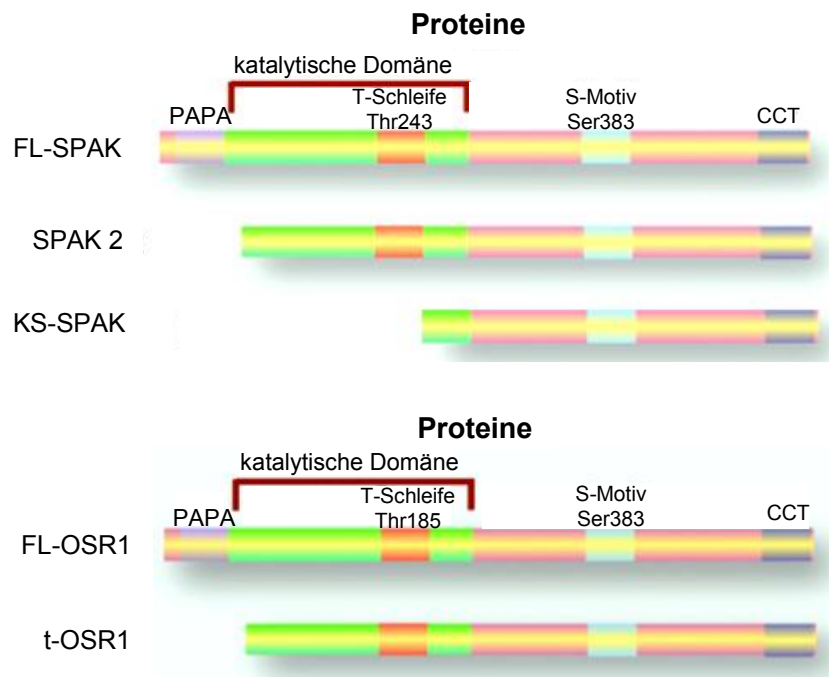 Proteine
katalytische Domäne
PAPA
T-Schleife
Thr243
S-Motiv
Ser383
CCT
FL-SPAK
SPAK 2
KS-SPAK
Proteine
katalytische Domäne
PAPA
T-Schleife
Thr185
S-Motiv
Ser383
CCT
FL-OSR1
t-OSR1